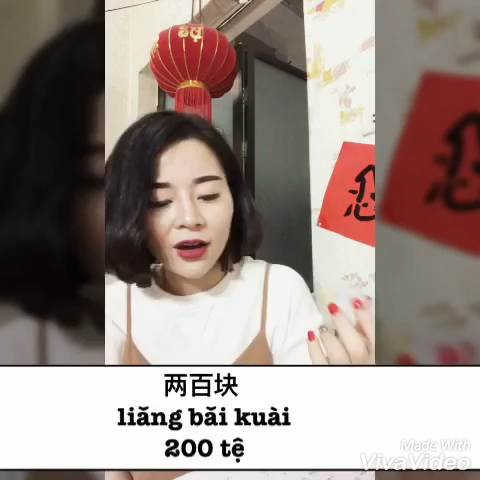 两百块
liǎng bǎi kuài
200 tệ
Made With
VivaVideo